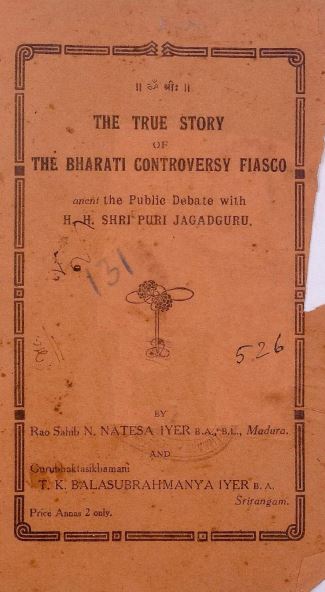 ॥ ॐ श्रीः ॥
THE TRUE STORY
OF
THE BHARATI CONTROVERSY FIASCO
anent the Public Debate with
H. H. SHRI PURI JAGADGURU.
131
526
BY
Rao Sahib N. NATESA IYER B.A., B.L., Madura.
AND
Gurubhaktasikhamani
T. K. BALASUBRAHMANYA IYER B. A.
Srirangam.
Price Annas 2 only.